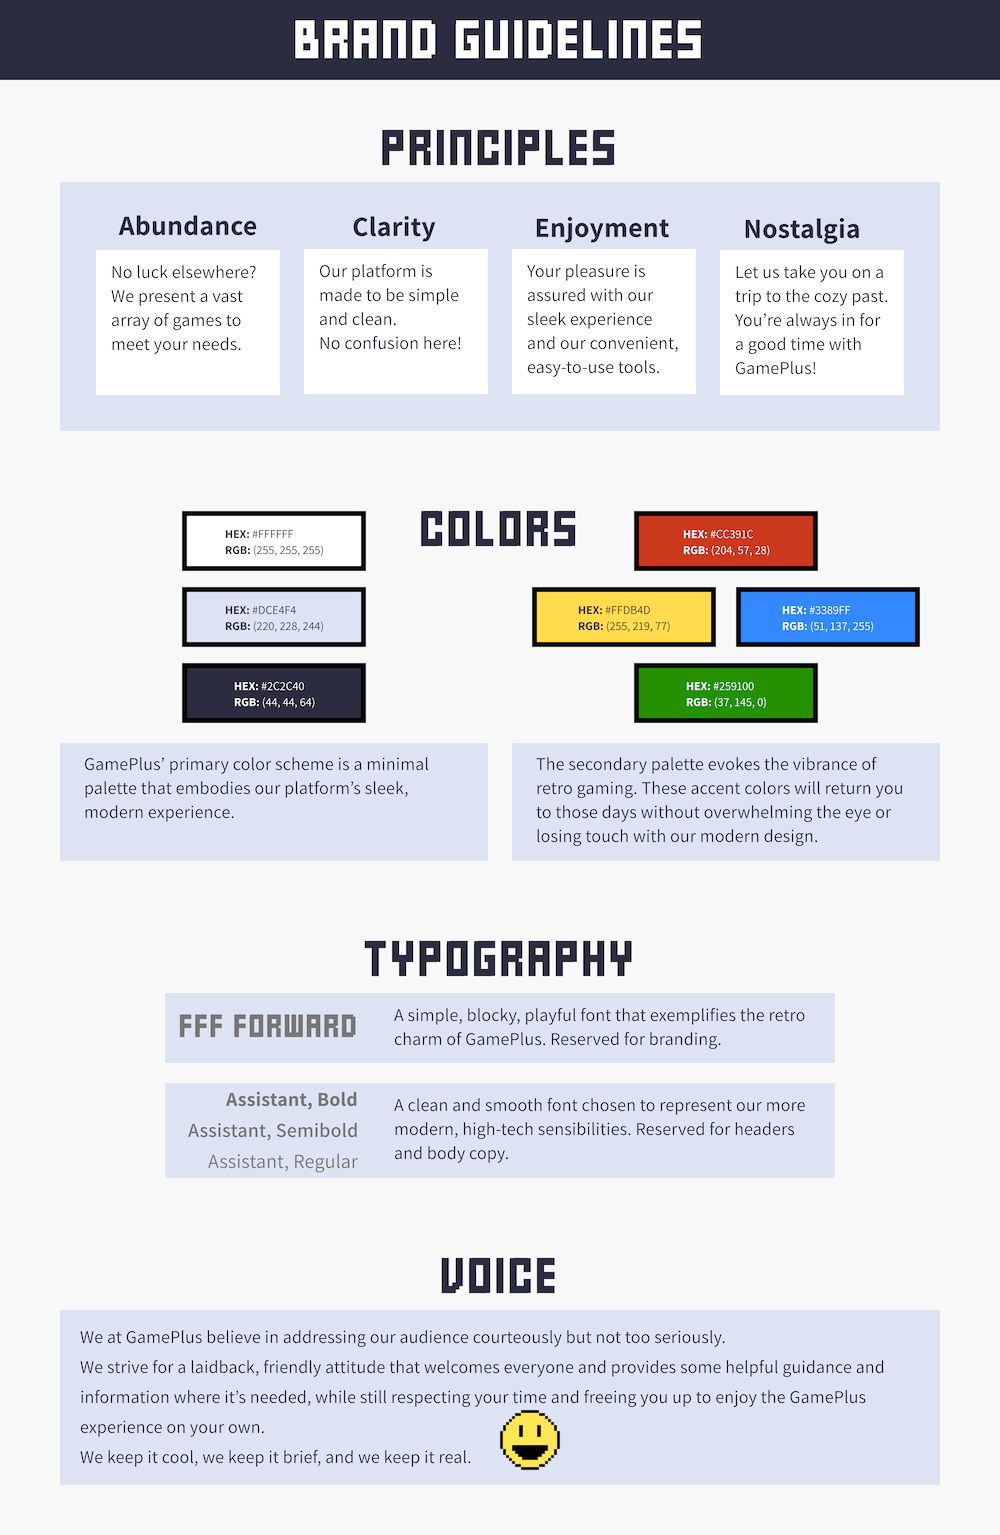 BRAND GUIDELINES
PRINCIPLES
Abundance
No luck elsewhere?
We present a vast
array of games to
meet your needs.
Clarity
Our platform is
made to be simple
and clean.
No confusion here!
Enjoyment
Your pleasure is
assured with our
sleek experience
and our convenient,
easy-to-use tools.
Nostalgia
Let us take you on a
trip to the cozy past.
You’re always in for
a good time with
GamePlus!
COLORS
HEX: #FFFFFF
RGB: (255, 255, 255)
HEX: #DCE4F4
RGB: (220, 228, 244)
HEX: #2C2C40
RGB: (44, 44, 64)
GamePlus’ primary color scheme is a minimal
palette that embodies our platform’s sleek,
modern experience.
HEX: #CC391C
RGB: (204, 57, 28)
HEX: #FFDB4D
RGB: (255, 219, 77)
HEX: #3389FF
RGB: (51, 137, 255)
HEX: #259100
RGB: (37, 145, 0)
The secondary palette evokes the vibrance of
retro gaming. These accent colors will return you
to those days without overwhelming the eye or
losing touch with our modern design.
TYPOGRAPHY
FFF FORWARD
A simple, blocky, playful font that exemplifies the retro
charm of GamePlus. Reserved for branding.
Assistant, Bold
Assistant, Semibold
Assistant, Regular
A clean and smooth font chosen to represent our more
modern, high-tech sensibilities. Reserved for headers
and body copy.
VOICE
We at GamePlus believe in addressing our audience courteously but not too seriously.
We strive for a laidback, friendly attitude that welcomes everyone and provides some helpful guidance and
information where it’s needed, while still respecting your time and freeing you up to enjoy the GamePlus
experience on your own.
We keep it cool, we keep it brief, and we keep it real.